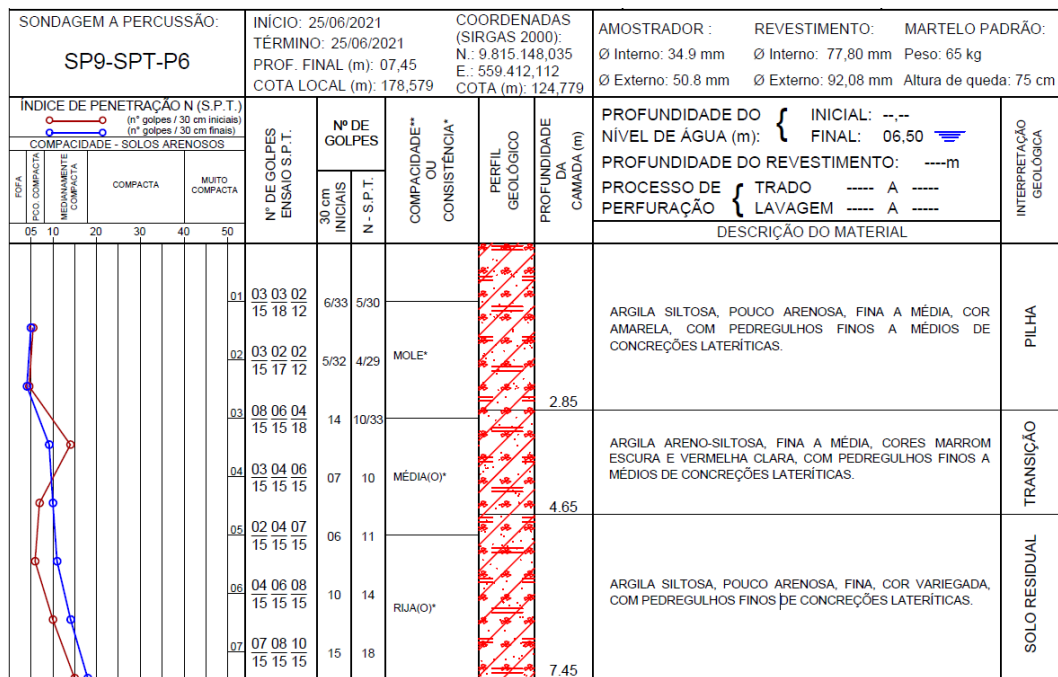 SONDAGEM A PERCUSSÃO:
SP9-SPT-P6
INÍCIO: 25/06/2021
TÉRMINO: 25/06/2021
PROF. FINAL (m): 07,45
COTA LOCAL (m): 178,579
COORDENADAS
(SIRGAS 2000):
N.: 9.815.148,035
E.: 559.412,112
COTA (m): 124,779
AMOSTRADOR : REVESTIMENTO: MARTELO PADRÃO:
Ø Interno: 34.9 mm Ø Interno: 77,80 mm Peso: 65 kg
Ø Externo: 50.8 mm Ø Externo: 92,08 mm Altura de queda: 75 cm
ÍNDICE DE PENETRAÇÃO N (S.P.T.)
(n° golpes / 30 cm iniciais)
(n° golpes / 30 cm finais)
COMPACIDADE - SOLOS ARENOSOS
FOFA
PCO. COMPACTA
MEDIANAMENTE
COMPACTA
COMPACTA
MUITO
COMPACTA
05 10 20 30 40 50
N° DE GOLPES
ENSAIO S.P.T.
Nº DE
GOLPES
30 cm
INICIAIS
N - S.P.T.
COMPACIDADE**
OU
CONSISTÊNCIA*
PERFIL
GEOLÓGICO
PROFUNDIDADE
DA
CAMADA (m)
PROFUNDIDADE DO { INICIAL: --,--
NÍVEL DE ÁGUA (m): FINAL: 06,50
PROFUNDIDADE DO REVESTIMENTO: ----m
PROCESSO DE { TRADO ----- A -----
PERFURAÇÃO LAVAGEM ----- A -----
DESCRIÇÃO DO MATERIAL
INTERPRETAÇÃO
GEOLÓGICA
01 03 03 02 6/33 5/30
15 18 12
02 03 02 02 5/32 4/29
15 17 12
MOLE*
2.85
ARGILA SILTOSA, POUCO ARENOSA, FINA A MÉDIA, COR
AMARELA, COM PEDREGULHOS FINOS A MÉDIOS DE
CONCREÇÕES LATERÍTICAS.
PILHA
03 08 06 04 14 10/33
15 15 18
04 03 04 06 07 10
15 15 15
MÉDIA(O)*
4.65
ARGILA ARENO-SILTOSA, FINA A MÉDIA, CORES MARROM
ESCURA E VERMELHA CLARA, COM PEDREGULHOS FINOS A
MÉDIOS DE CONCREÇÕES LATERÍTICAS.
TRANSIÇÃO
05 02 04 07 06 11
15 15 15
06 04 06 08 10 14
15 15 15
RIJA(O)*
07 07 08 10 15 18
15 15 15
7.45
ARGILA SILTOSA, POUCO ARENOSA, FINA, COR VARIEGADA,
COM PEDREGULHOS FINOS DE CONCREÇÕES LATERÍTICAS.
SOLO RESIDUAL